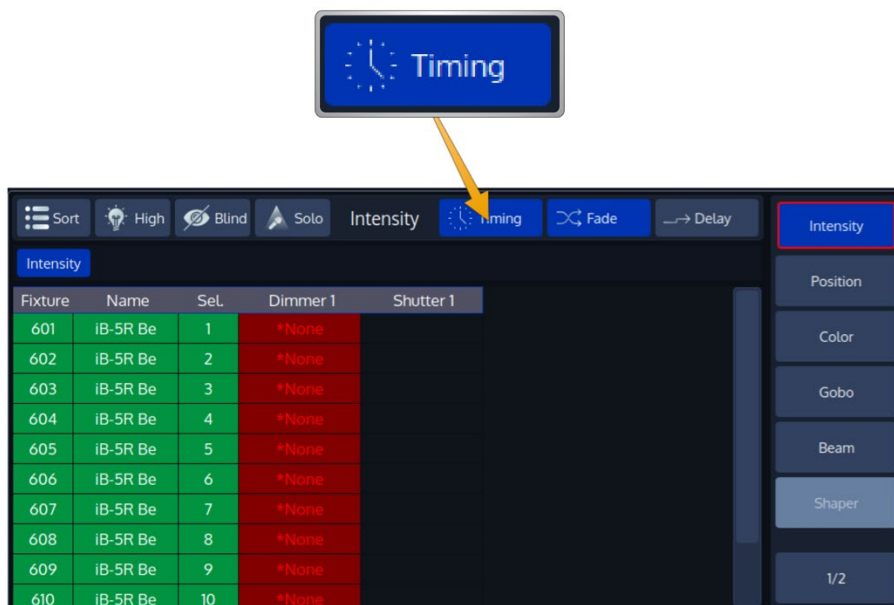 Timing
Sort High Blind Solo Intensity Timing Fade Delay
Intensity
Intensity
Position
Color
Gobo
Beam
Shaper
1/2
Fixture Name Sel. Dimmer 1 Shutter 1
601 iB-5R Be 1 *None
602 iB-5R Be 2 *None
603 iB-5R Be 3 *None
604 iB-5R Be 4 *None
605 iB-5R Be 5 *None
606 iB-5R Be 6 *None
607 iB-5R Be 7 *None
608 iB-5R Be 8 *None
609 iB-5R Be 9 *None
610 iB-5R Be 10 *None